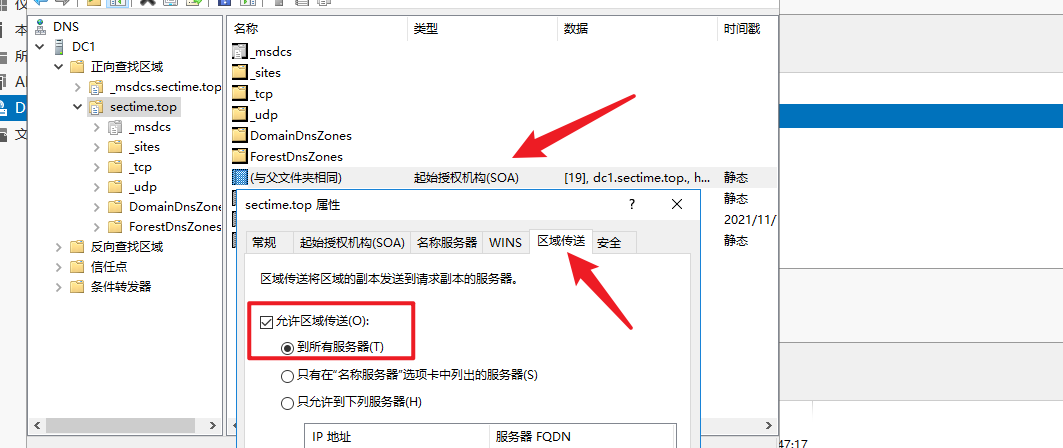 DNS
DC1
正向查找区域
_msdcs.sectime.top
sectime.top
_msdcs
_sites
_tcp
_udp
DomainDnsZone
ForestDnsZones
反向查找区域
信任点
条件转发器
名称 类型 数据 时间戳
_msdcs
_sites
_tcp
_udp
DomainDnsZones
ForestDnsZones
(与父文件夹相同) 起始授权机构(SOA) [19], dc1.sectime.top., h... 静态
静态
2021/11/
静态
sectime.top 属性 ?
常规 起始授权机构(SOA) 名称服务器 WINS 区域传送 安全
区域传送将区域的副本发送到请求副本的服务器。
允许区域传送(O):
到所有服务器(T)
只有在"名称服务器"选项卡中列出的服务器(S)
只允许到下列服务器(H)
IP 地址 服务器 FQDN
47:17